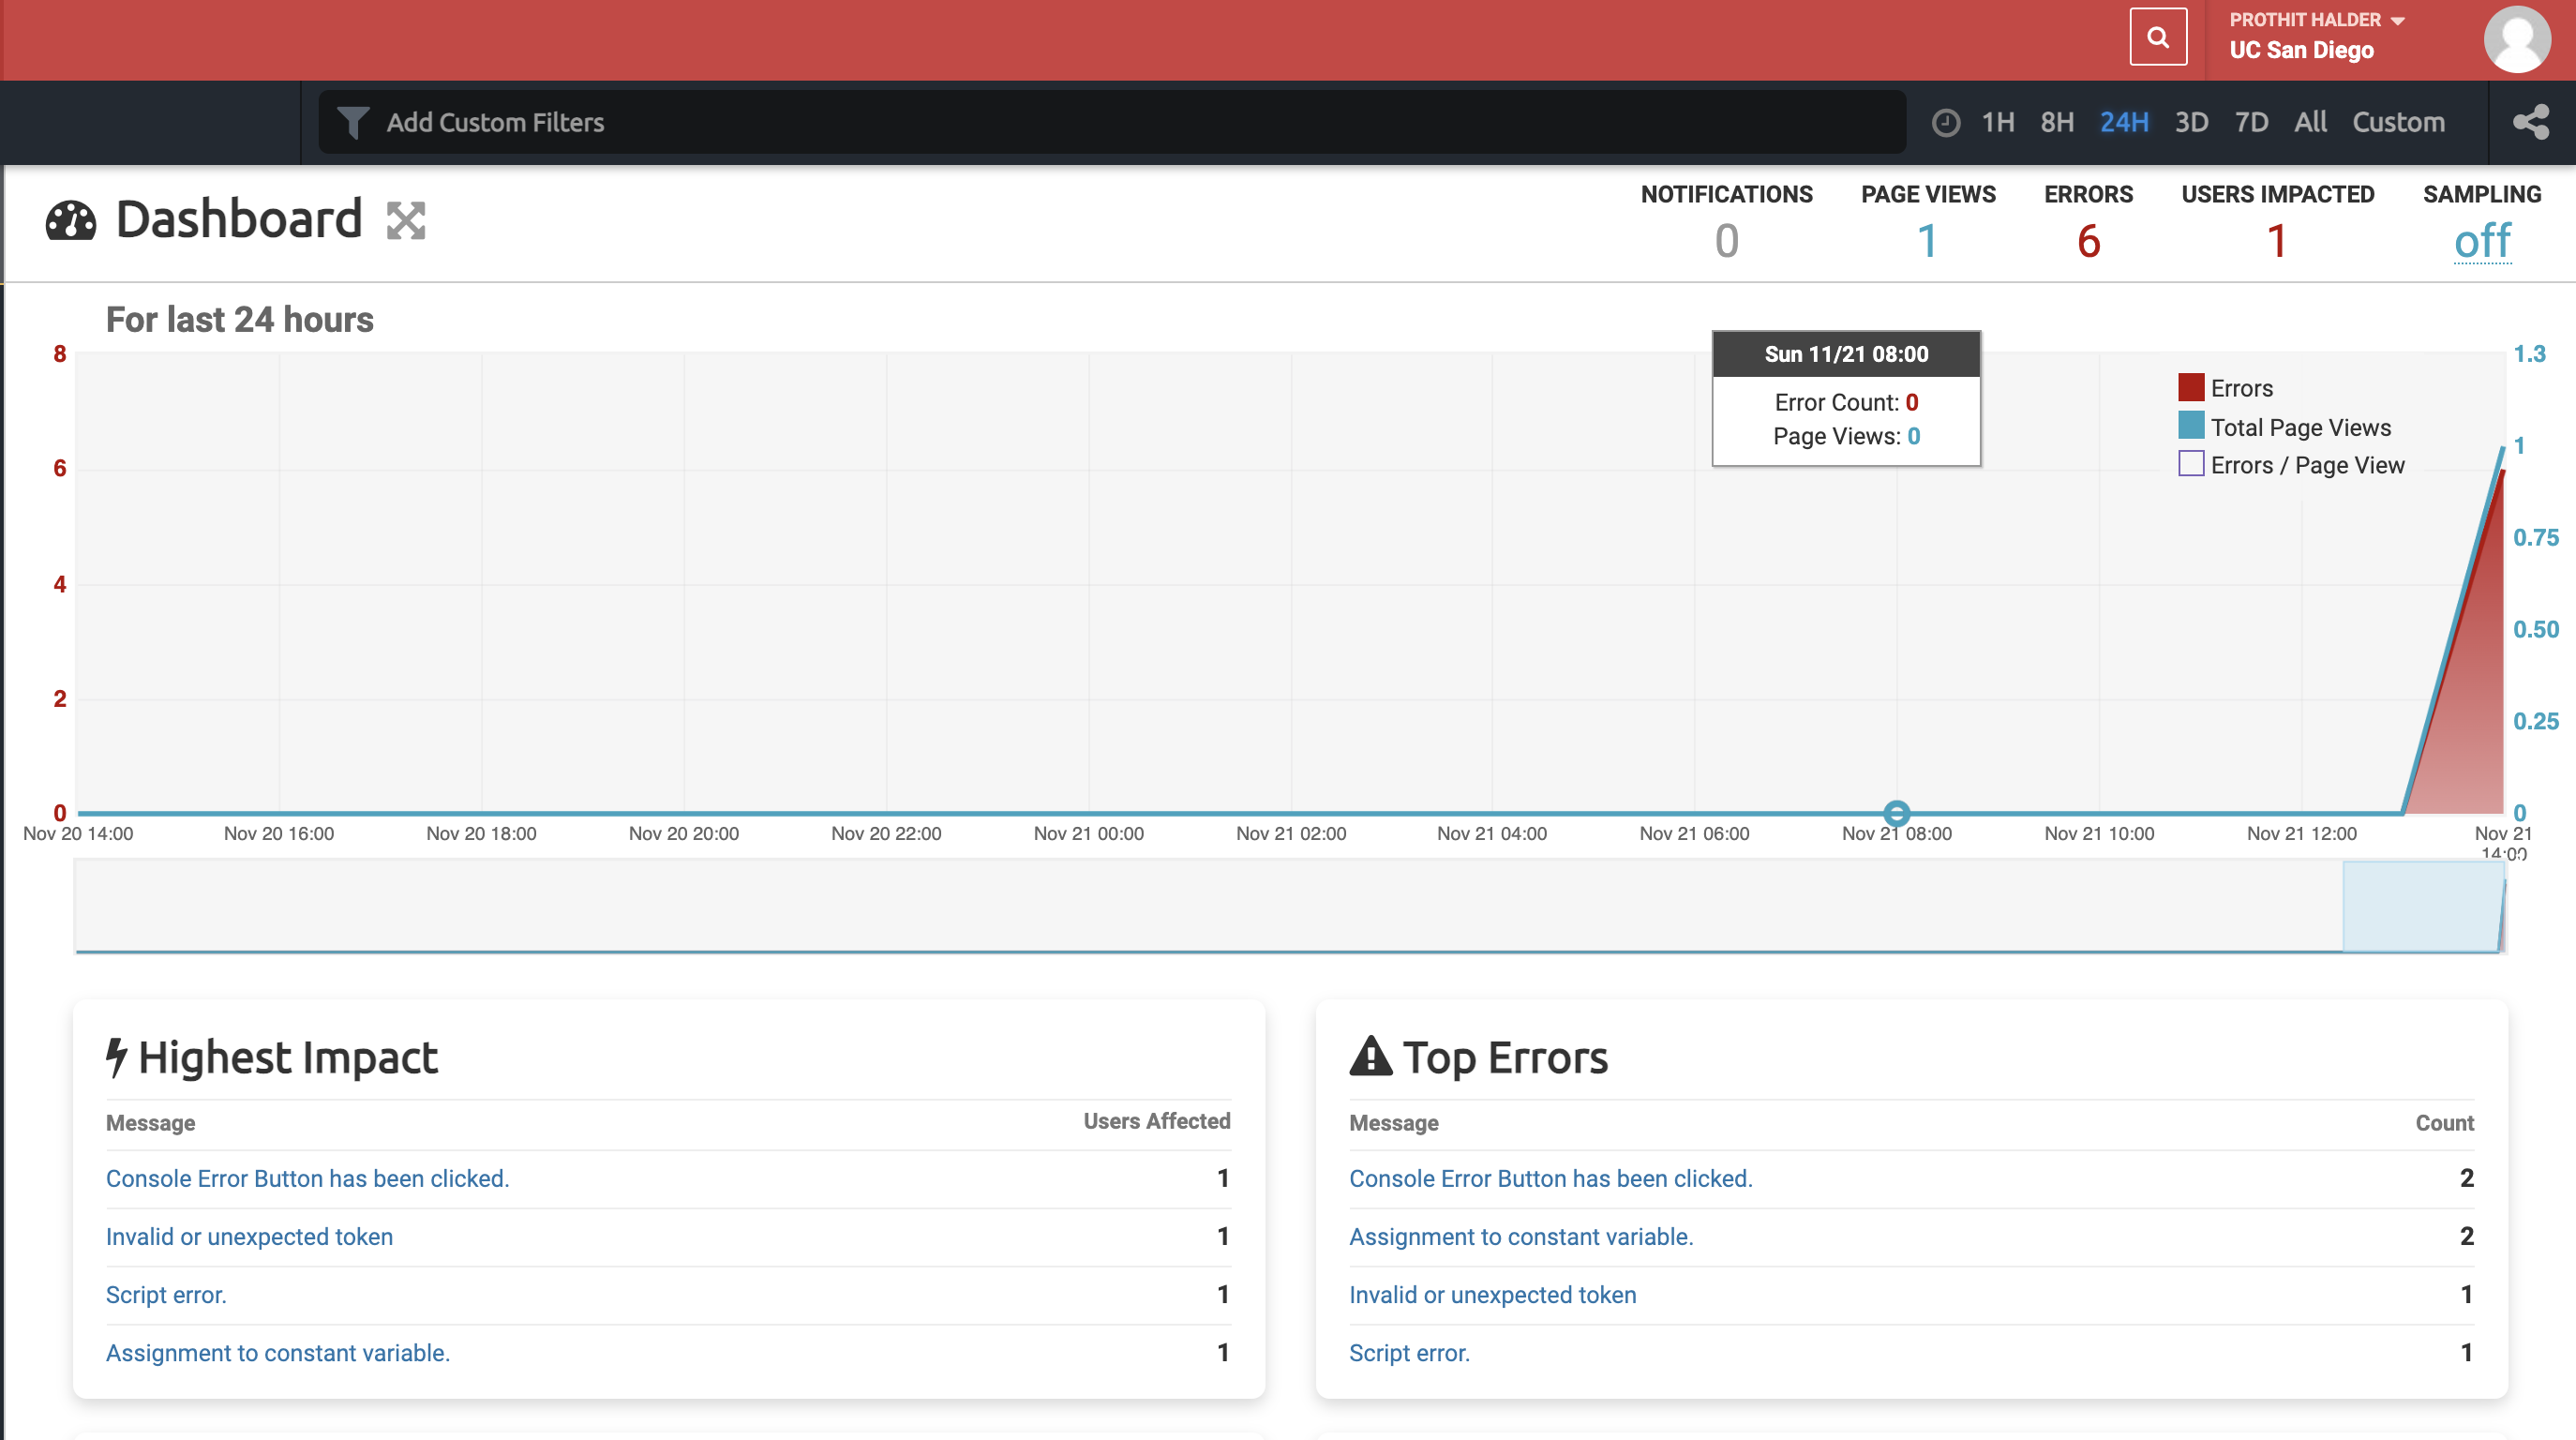 PROTHIT HALDER
UC San Diego
Add Custom Filters
1H 8H 24H 3D 7D All Custom
Dashboard
NOTIFICATIONS PAGE VIEWS ERRORS USERS IMPACTED SAMPLING
0 1 6 1 off
For last 24 hours
Sun 11/21 08:00
Error Count: 0
Page Views: 0
Errors
Total Page Views
Errors / Page View
8
6
4
2
0
1.3
1
0.75
0.50
0.25
0
Nov 20 14:00 Nov 20 16:00 Nov 20 18:00 Nov 20 20:00 Nov 20 22:00 Nov 21 00:00 Nov 21 02:00 Nov 21 04:00 Nov 21 06:00 Nov 21 08:00 Nov 21 10:00 Nov 21 12:00 Nov 21
14:00
Highest Impact
Message Users Affected
Console Error Button has been clicked. 1
Invalid or unexpected token 1
Script error. 1
Assignment to constant variable. 1
Top Errors
Message Count
Console Error Button has been clicked. 2
Assignment to constant variable. 2
Invalid or unexpected token 1
Script error. 1